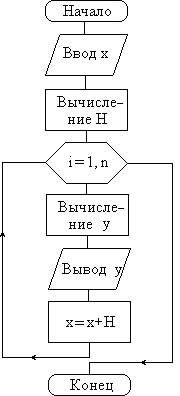 Начало
Ввод x
Вычисле-
ние H
i=1,n
Вычисле-
ние y
Вывод y
x=x+H
Конец